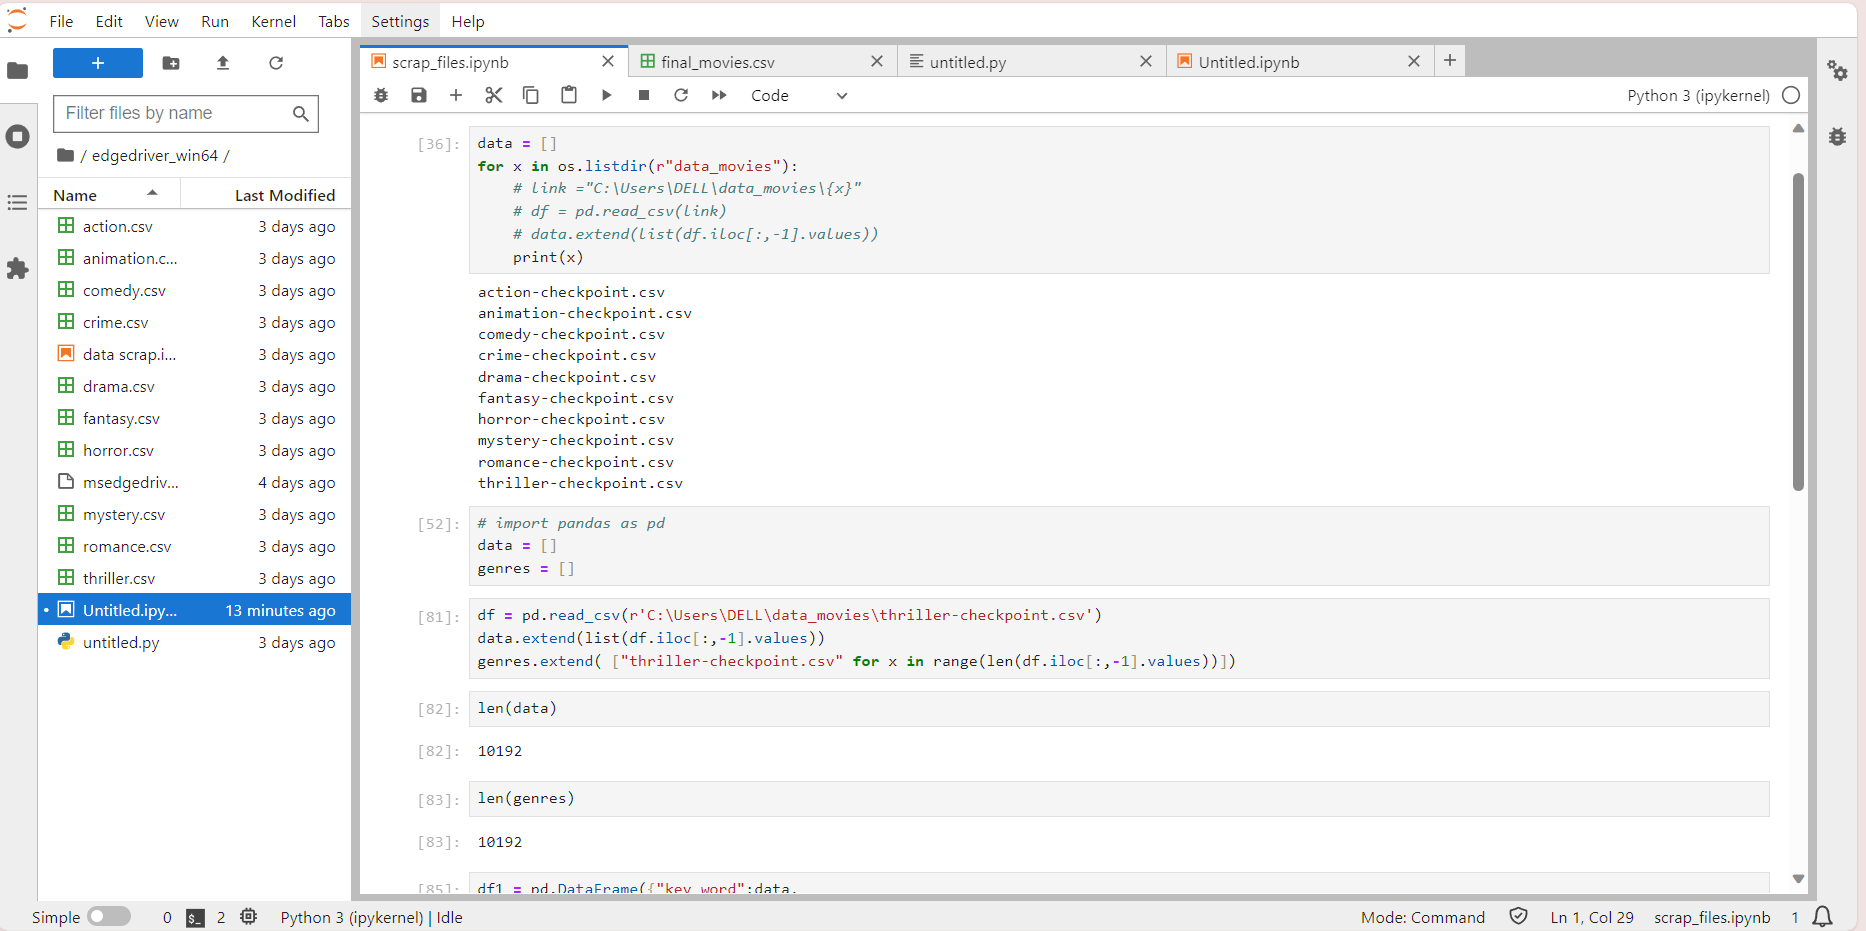 File Edit View Run Kernel Tabs Settings Help
+
Filter files by name
/ edgedriver_win64 /
Name Last Modified
action.csv 3 days ago
animation.c... 3 days ago
comedy.csv 3 days ago
crime.csv 3 days ago
data scrap.i... 3 days ago
drama.csv 3 days ago
fantasy.csv 3 days ago
horror.csv 3 days ago
msedgedriv... 4 days ago
mystery.csv 3 days ago
romance.csv 3 days ago
thriller.csv 3 days ago
Untitled.ipy... 13 minutes ago
untitled.py 3 days ago
scrap_files.ipynb final_movies.csv untitled.py Untitled.ipynb
Code Python 3 (ipykernel)
[36]: data = []
for x in os.listdir(r"data_movies"):
# link ="C:\Users\DELL\data_movies\{x}"
# df = pd.read_csv(link)
# data.extend(list(df.iloc[:,-1].values))
print(x)
action-checkpoint.csv
animation-checkpoint.csv
comedy-checkpoint.csv
crime-checkpoint.csv
drama-checkpoint.csv
fantasy-checkpoint.csv
horror-checkpoint.csv
mystery-checkpoint.csv
romance-checkpoint.csv
thriller-checkpoint.csv
[52]: # import pandas as pd
data = []
genres = []
[81]: df = pd.read_csv(r'C:\Users\DELL\data_movies\thriller-checkpoint.csv')
data.extend(list(df.iloc[:,-1].values))
genres.extend( ["thriller-checkpoint.csv" for x in range(len(df.iloc[:,-1].values))])
[82]: len(data)
[82]: 10192
[83]: len(genres)
[83]: 10192
[85]: df1 = pd.DataFrame({"key_word":data,
Simple 0 $_ 2 Python 3 (ipykernel) | Idle Mode: Command Ln 1, Col 29 scrap_files.ipynb 1